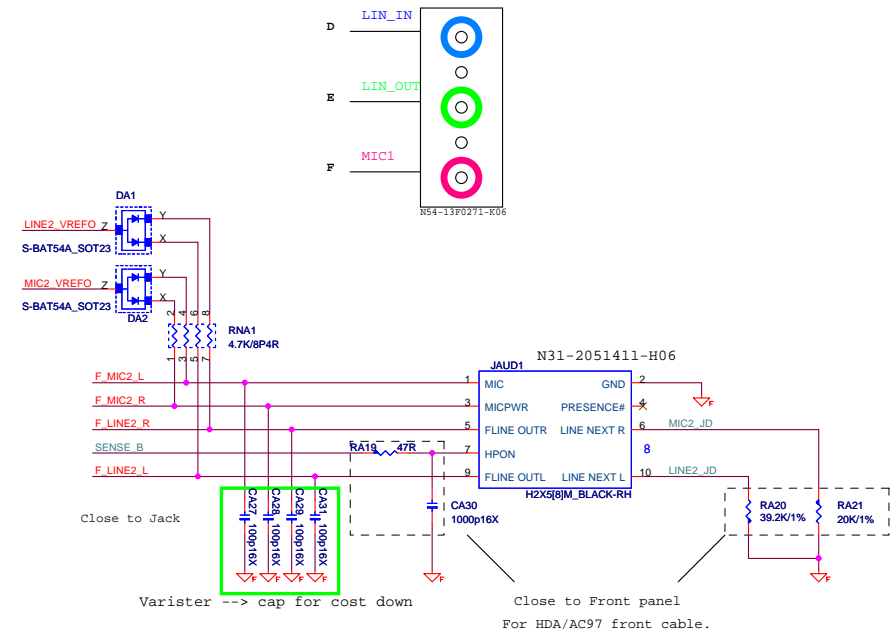 D LIN_IN
E LIN_OUT
F MIC1
N54-13F0271-K06
DA1
LINE2_VREFO Z Y
X
S-BAT54A_SOT23
MIC2_VREFO Z Y
X
S-BAT54A_SOT23
DA2
2 4 6 8
RNA1
4.7K/8P4R
1 3 5 7
N31-2051411-H06
JAUD1
F_MIC2_L 1 MIC GND 2
F
F_MIC2_R 3 MICPWR PRESENCE# 4
F_LINE2_R 5 FLINE OUTR LINE NEXT R 6 MIC2_JD
SENSE_B RA19 47R 7 HPON 8
F_LINE2_L 9 FLINE OUTL LINE NEXT L 10 LINE2_JD
H2X5[8]M_BLACK-RH
CA27 100p16X
CA28 100p16X
CA29 100p16X
CA31 100p16X
CA30
1000p16X
RA20
39.2K/1%
RA21
20K/1%
Close to Jack
F F F F F F
Varister --> cap for cost down
Close to Front panel
For HDA/AC97 front cable.